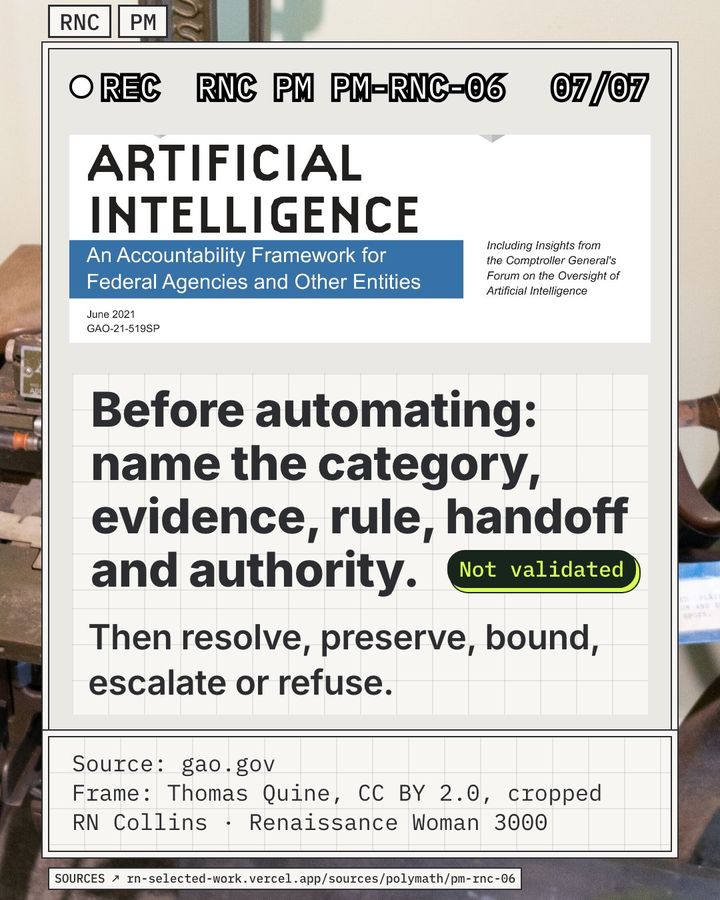 RNC PM
REC RNC PM PM-RNC-06 07/07
ARTIFICIAL
INTELLIGENCE
An Accountability Framework for
Federal Agencies and Other Entities
Including Insights from
the Comptroller General's
Forum on the Oversight of
Artificial Intelligence
June 2021
GAO-21-519SP
Before automating:
name the category,
evidence, rule, handoff
and authority.
Not validated
Then resolve, preserve, bound,
escalate or refuse.
Source: gao.gov
Frame: Thomas Quine, CC BY 2.0, cropped
RN Collins · Renaissance Woman 3000
SOURCES ↗ rn-selected-work.vercel.app/sources/polymath/pm-rnc-06